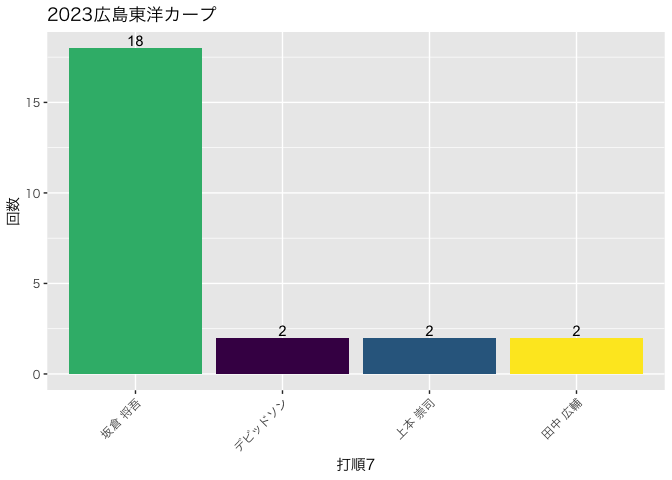 2023広島東洋カープ
18
2
2
2
回数
15
10
5
0
坂倉 将吾
デビッドソン
上本 崇司
田中 広輔
打順7